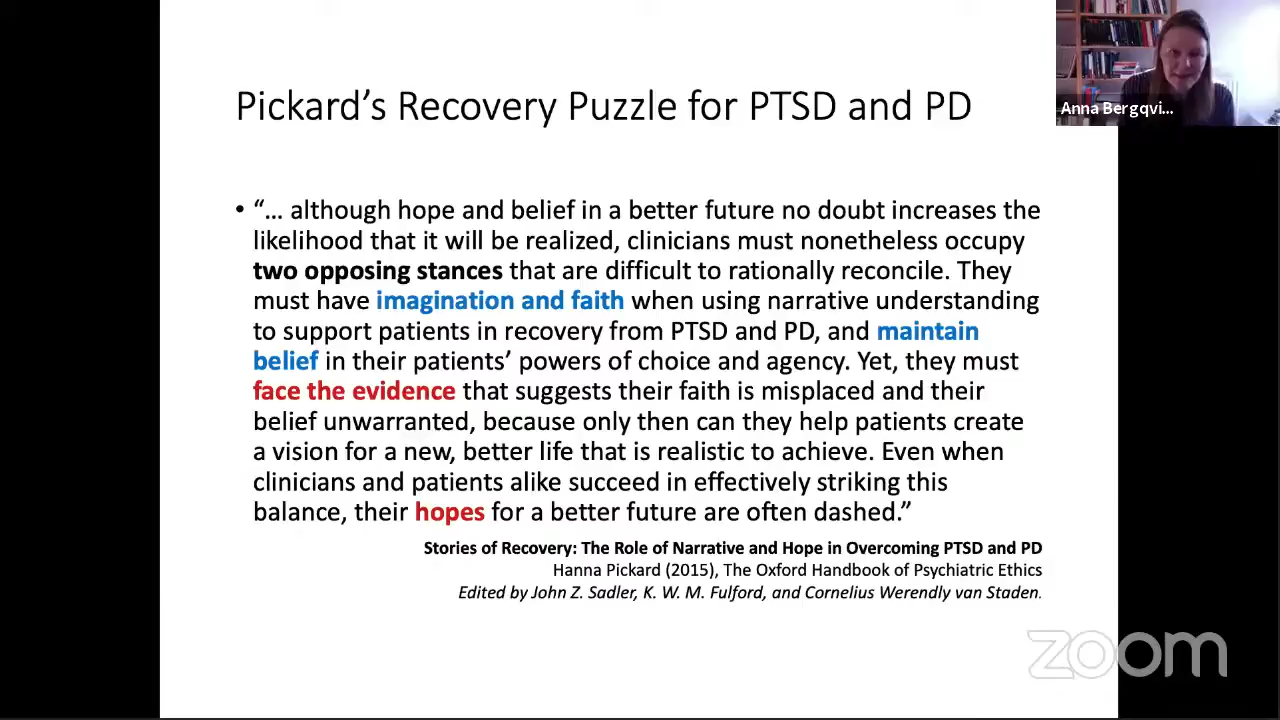 Pickard's Recovery Puzzle for PTSD and PD
Anna Bergqvi...
• “... although hope and belief in a better future no doubt increases the
likelihood that it will be realized, clinicians must nonetheless occupy
two opposing stances that are difficult to rationally reconcile. They
must have imagination and faith when using narrative understanding
to support patients in recovery from PTSD and PD, and maintain
belief in their patients’ powers of choice and agency. Yet, they must
face the evidence that suggests their faith is misplaced and their
belief unwarranted, because only then can they help patients create
a vision for a new, better life that is realistic to achieve. Even when
clinicians and patients alike succeed in effectively striking this
balance, their hopes for a better future are often dashed.”
Stories of Recovery: The Role of Narrative and Hope in Overcoming PTSD and PD
Hanna Pickard (2015), The Oxford Handbook of Psychiatric Ethics
Edited by John Z. Sadler, K. W. M. Fulford, and Cornelius Werendly van Staden.
zoom